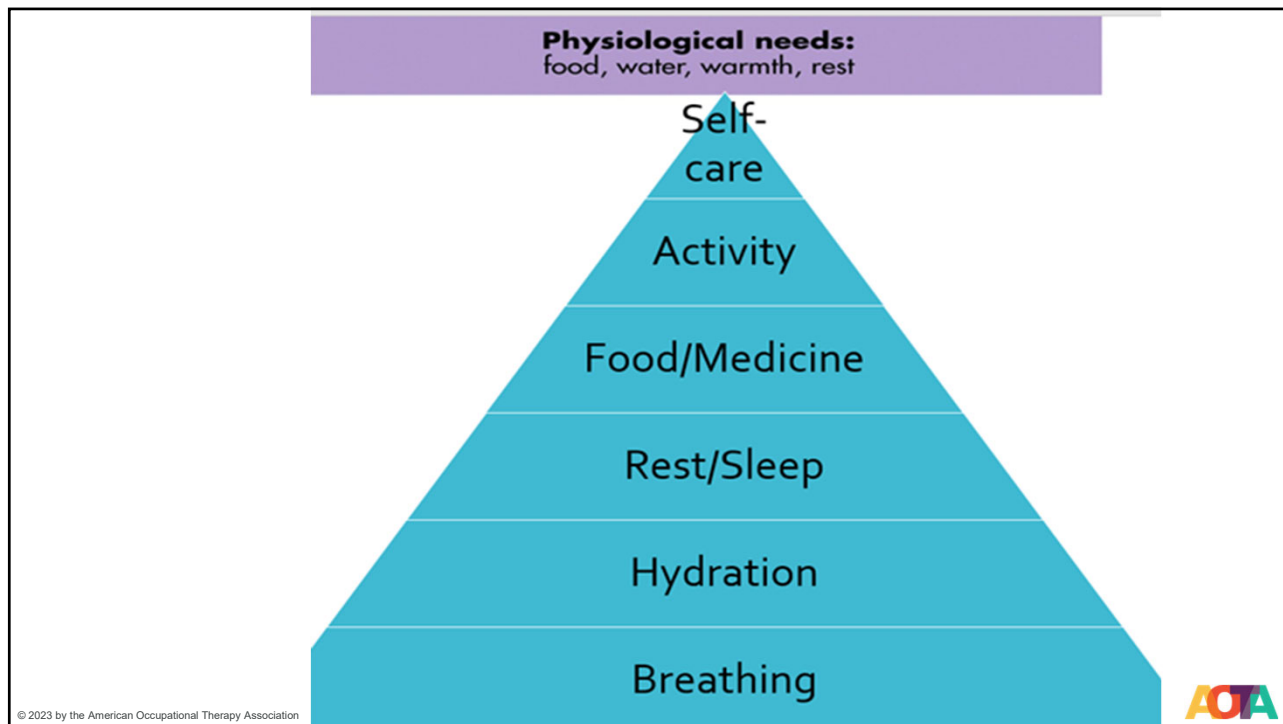 Physiological needs:
food, water, warmth, rest
Self-
care
Activity
Food/Medicine
Rest/Sleep
Hydration
Breathing
© 2023 by the American Occupational Therapy Association
AOTA